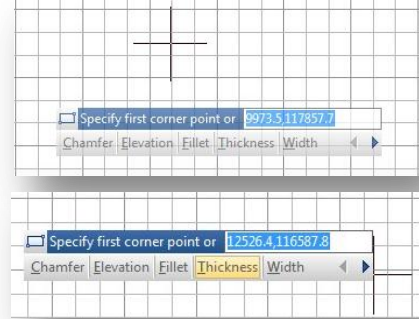 Specify first corner point or 9973.5,117857.7
Chamfer Elevation Fillet Thickness Width
Specify first corner point or 12526.4,116587.8
Chamfer Elevation Fillet Thickness Width